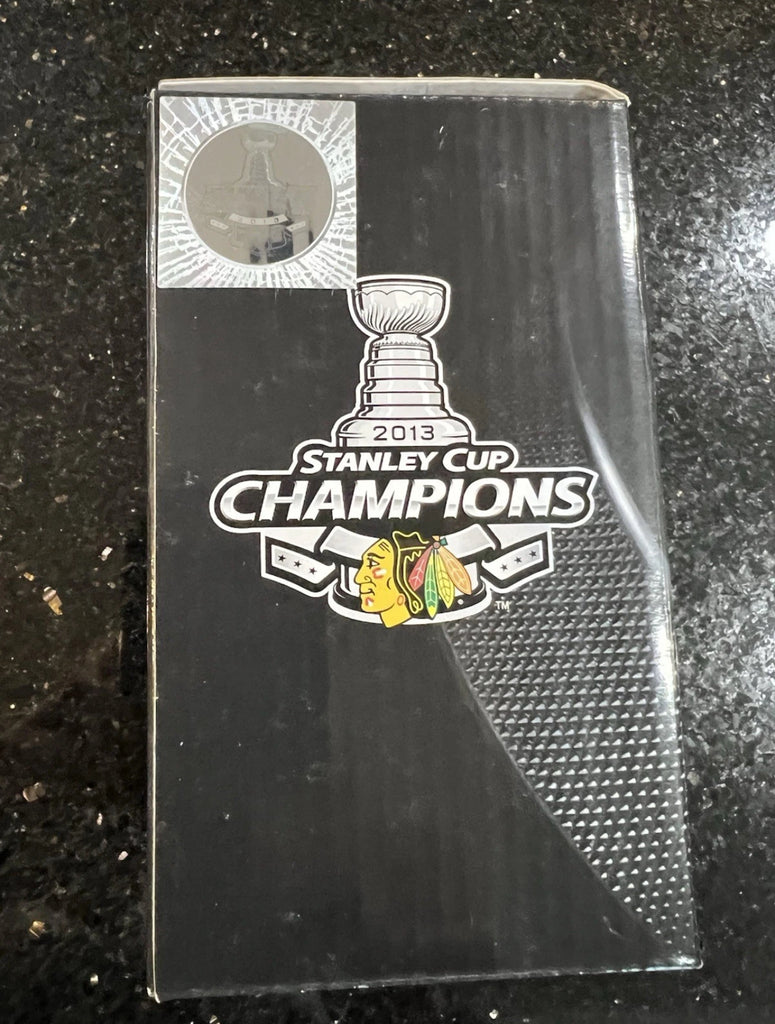 2013
STANLEY CUP
CHAMPIONS
TM